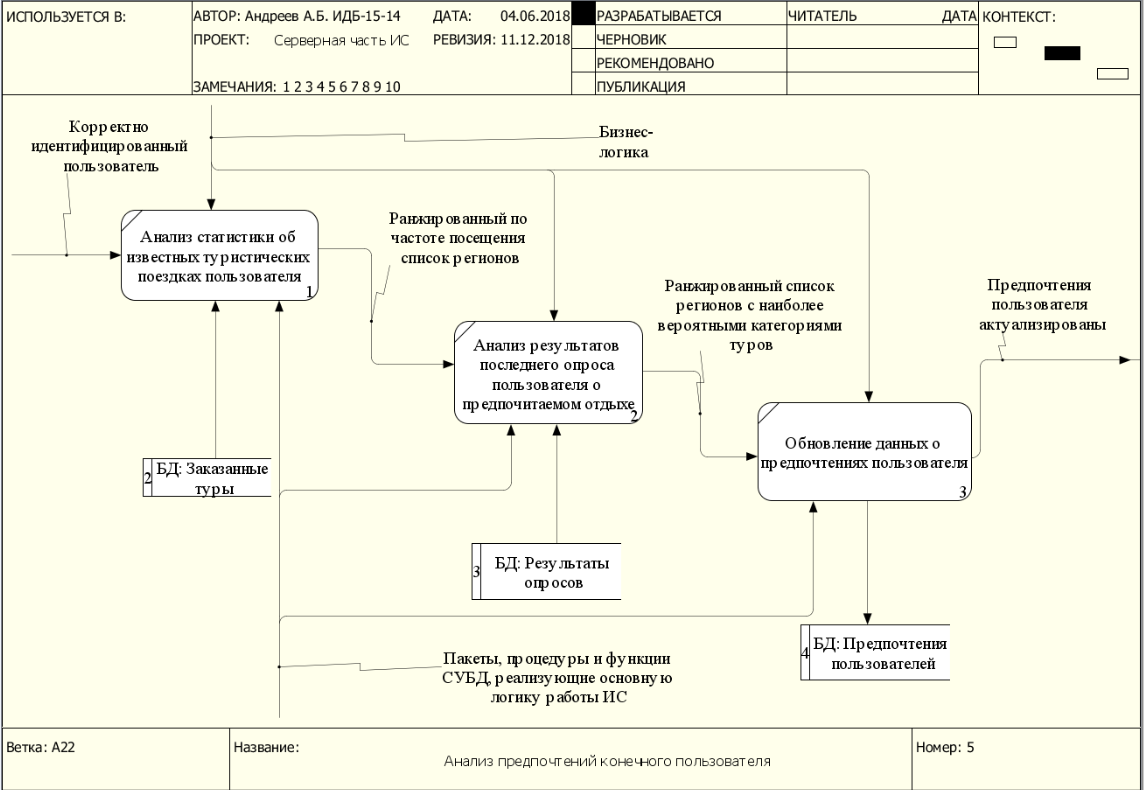 ИСПОЛЬЗУЕТСЯ В:
АВТОР: Андреев А.Б. ИДБ-15-14
ДАТА: 04.06.2018
ПРОЕКТ: Серверная часть ИС
РЕВИЗИЯ: 11.12.2018
ЗАМЕЧАНИЯ: 1 2 3 4 5 6 7 8 9 10
РАЗРАБАТЫВАЕТСЯ
ЧЕРНОВИК
РЕКОМЕНДОВАНО
ПУБЛИКАЦИЯ
ЧИТАТЕЛЬ
ДАТА
КОНТЕКСТ:
Корректно
идентифицированный
пользователь
Бизнес-
логика
Анализ статистики об
известных туристических
поездках пользователя
1
Ранжированный по
частоте посещения
список регионов
Анализ результатов
последнего опроса
пользователя о
предпочитаемом отдыхе
2
Ранжированный список
регионов с наиболее
вероятными категориями
туров
Предпочтения
пользователя
актуализированы
Обновление данных о
предпочтениях пользователя
3
2
БД: Заказанные
туры
3
БД: Результаты
опросов
4
БД: Предпочтения
пользователей
Пакеты, процедуры и функции
СУБД, реализующие основную
логику работы ИС
Ветка: A22
Название:
Анализ предпочтений конечного пользователя
Номер: 5